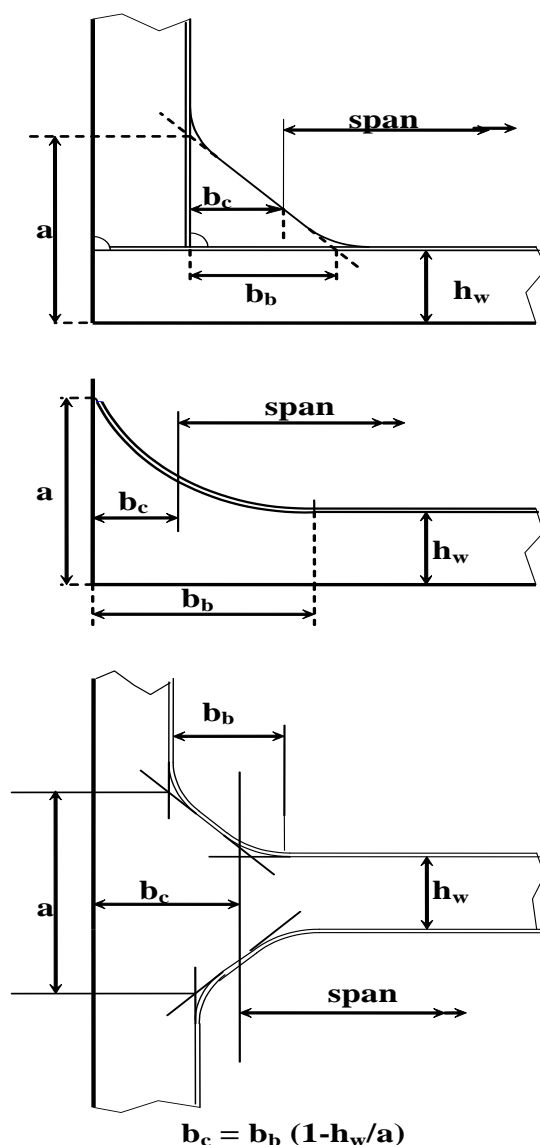 span
b_c
a
b_b
h_w
span
a
b_c
h_w
b_b
b_b
b_c
h_w
a
span
b_c = b_b (1-h_w/a)